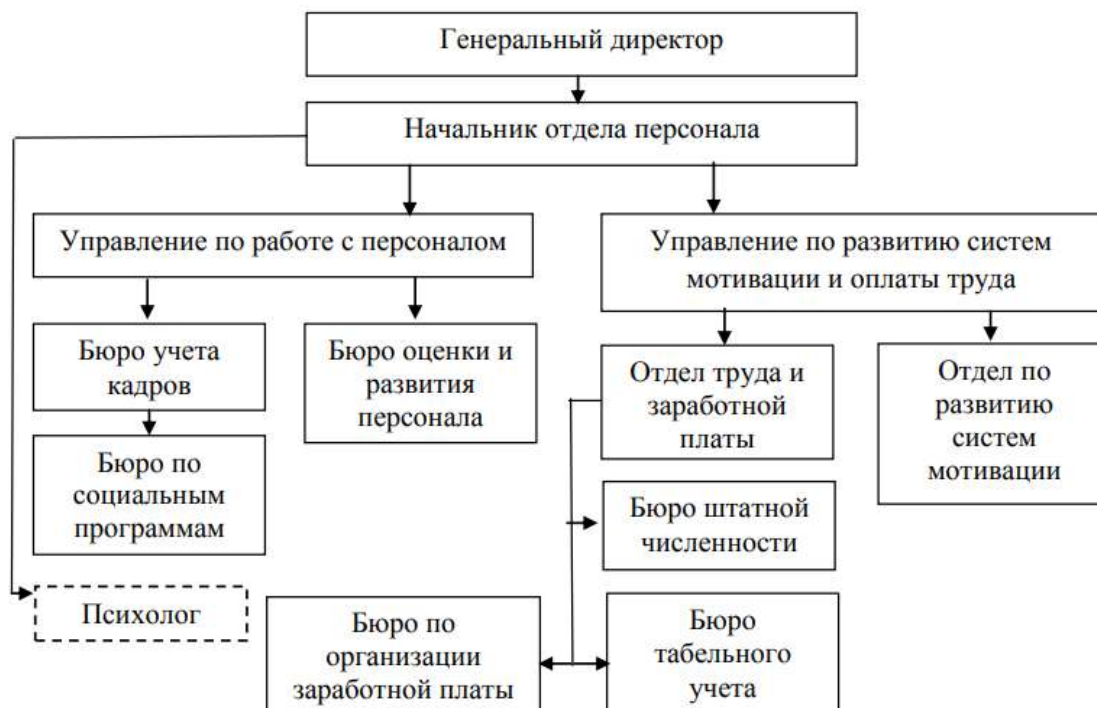 Генеральный директор
Начальник отдела персонала
Управление по работе с персоналом
Управление по развитию систем
мотивации и оплаты труда
Бюро учета
кадров
Бюро оценки и
развития
персонала
Отдел труда и
заработной
платы
Отдел по
развитию
систем
мотивации
Бюро по
социальным
программам
Бюро штатной
численности
Психолог
Бюро по
организации
заработной платы
Бюро
табельного
учета